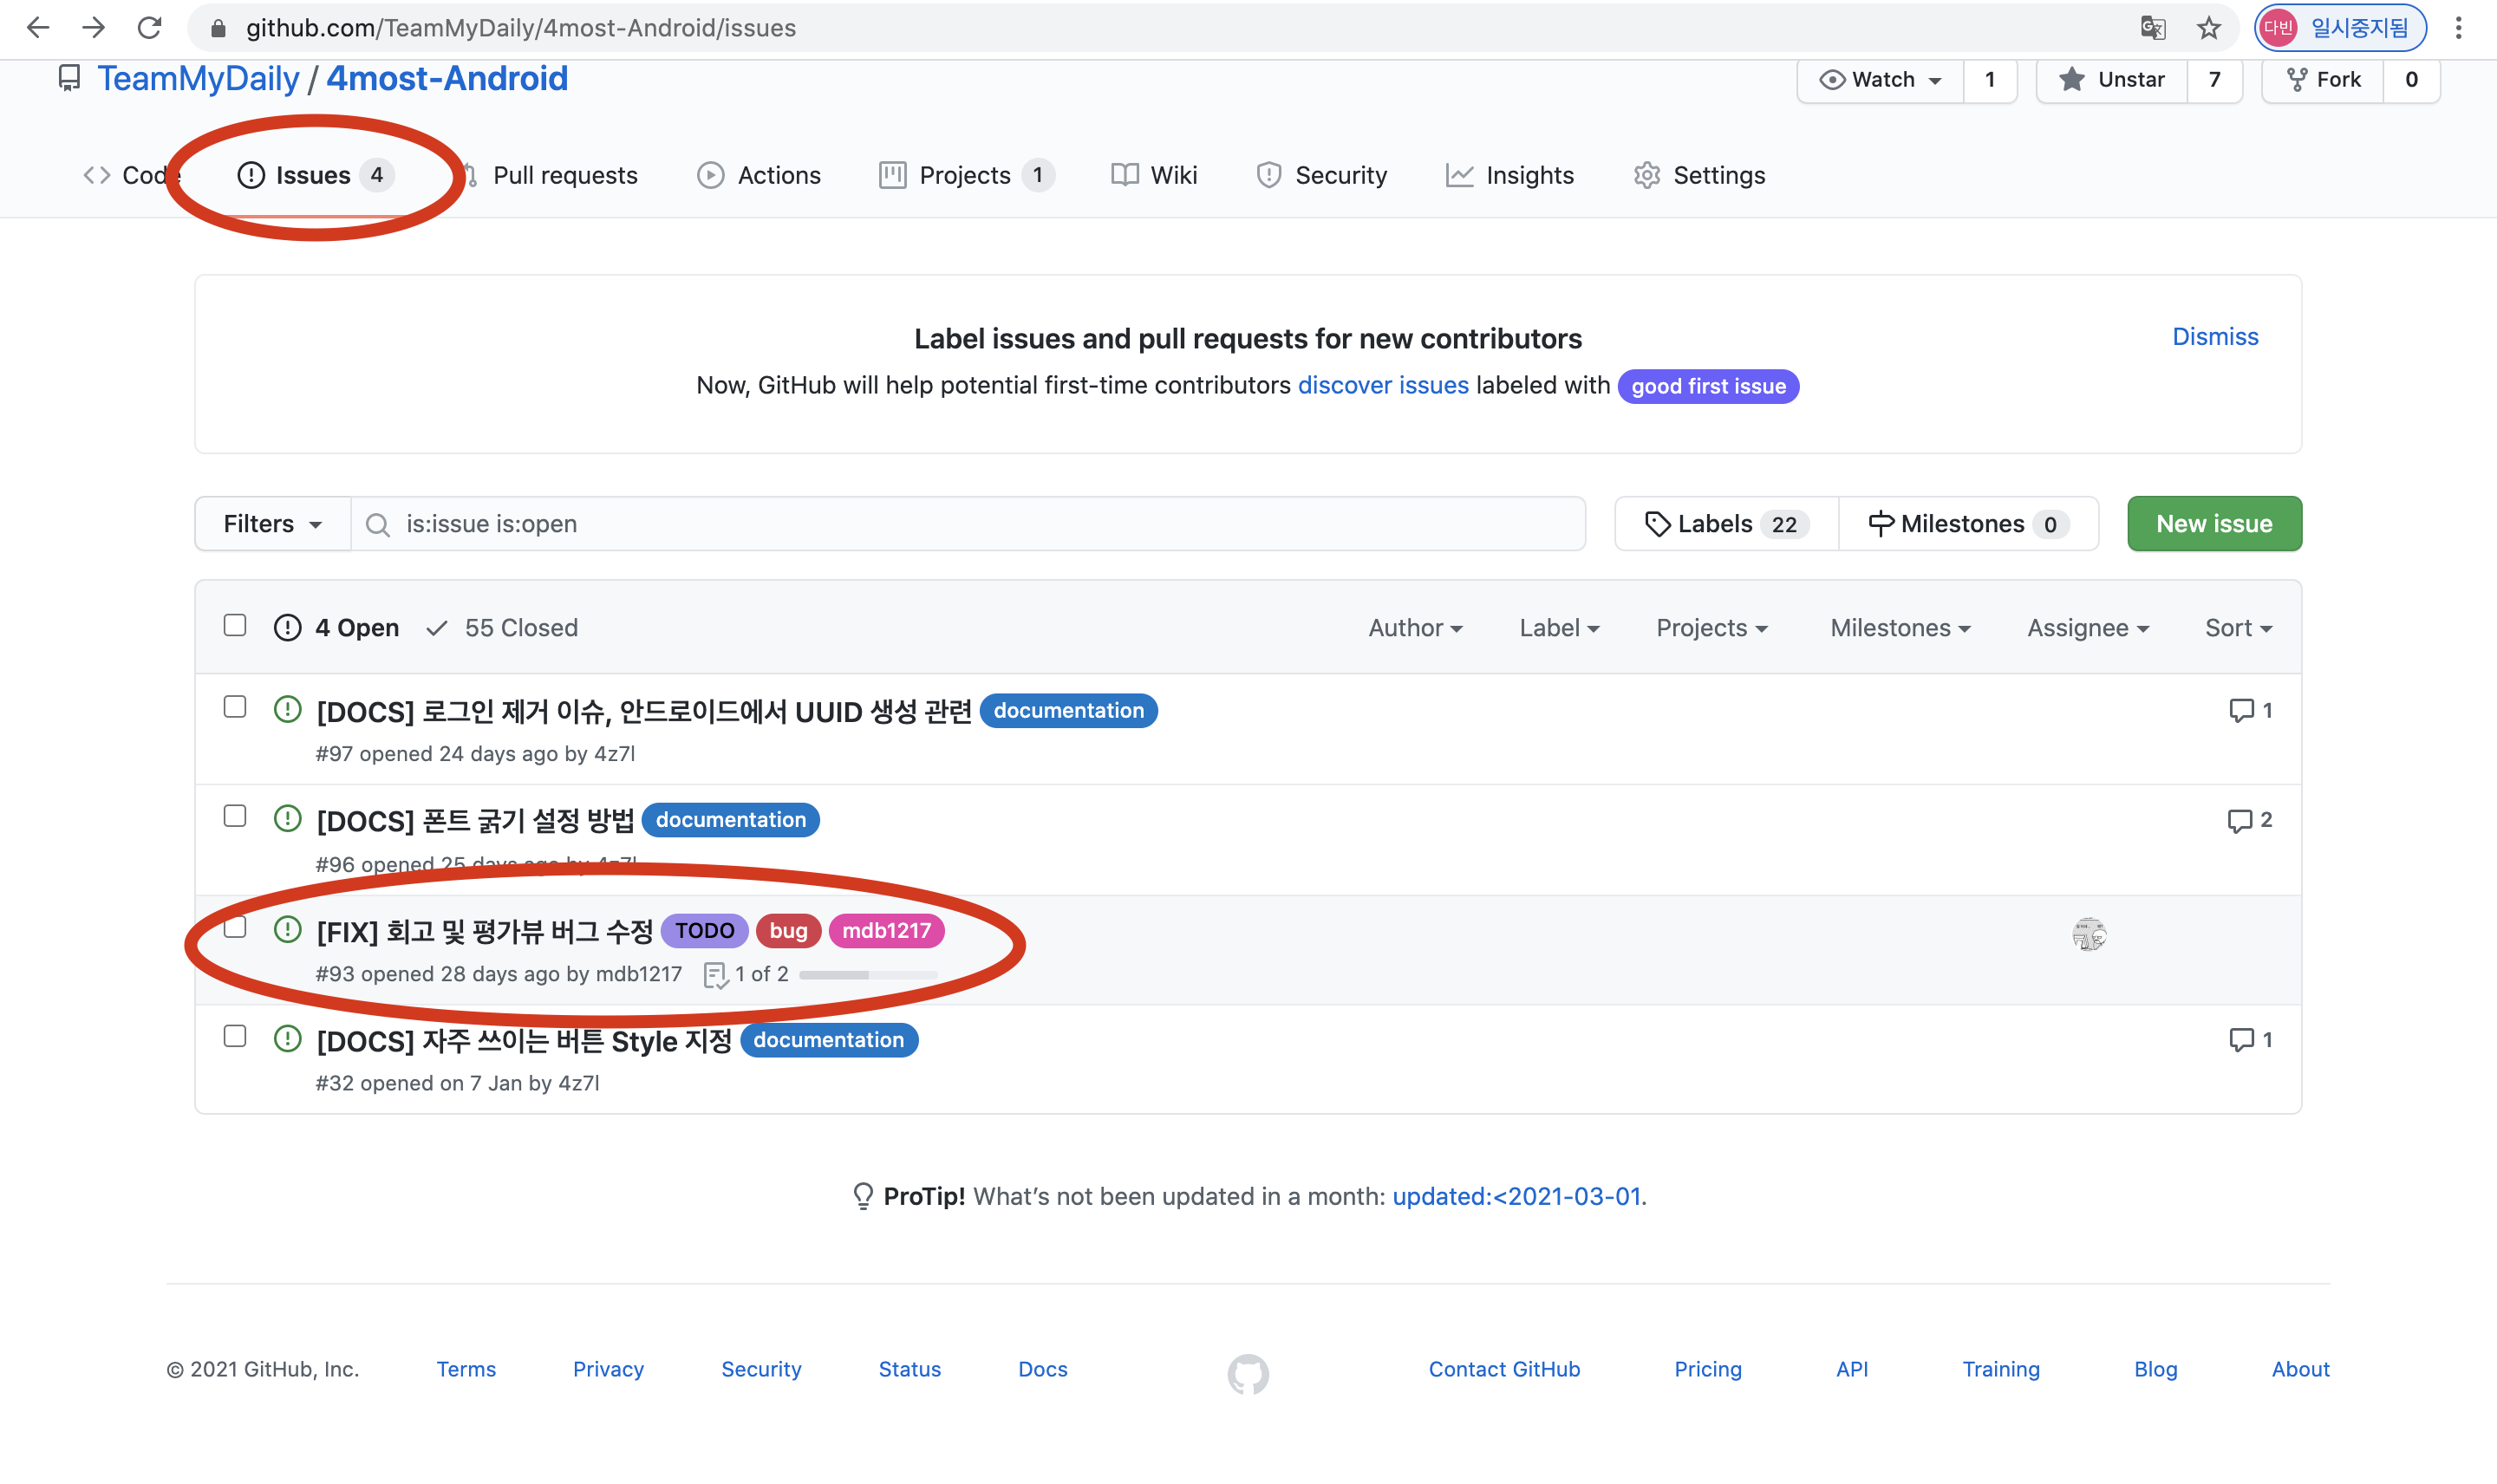 github.com/TeamMyDaily/4most-Android/issues
다빈 일시중지됨
TeamMyDaily / 4most-Android
Watch 1 Unstar 7 Fork 0
Code Issues 4 Pull requests Actions Projects 1 Wiki Security Insights Settings
Label issues and pull requests for new contributors
Dismiss
Now, GitHub will help potential first-time contributors discover issues labeled with good first issue
Filters is:issue is:open Labels 22 Milestones 0 New issue
4 Open 55 Closed Author Label Projects Milestones Assignee Sort
[DOCS] 로그인 제거 이슈, 안드로이드에서 UUID 생성 관련 documentation 1
#97 opened 24 days ago by 4z7l
[DOCS] 폰트 굵기 설정 방법 documentation 2
#96 opened 25 days ago by 4z7l
[FIX] 회고 및 평가뷰 버그 수정 TODO bug mdb1217
#93 opened 28 days ago by mdb1217 1 of 2
[DOCS] 자주 쓰이는 버튼 Style 지정 documentation 1
#32 opened on 7 Jan by 4z7l
ProTip! What's not been updated in a month: updated:<2021-03-01.
© 2021 GitHub, Inc. Terms Privacy Security Status Docs Contact GitHub Pricing API Training Blog About